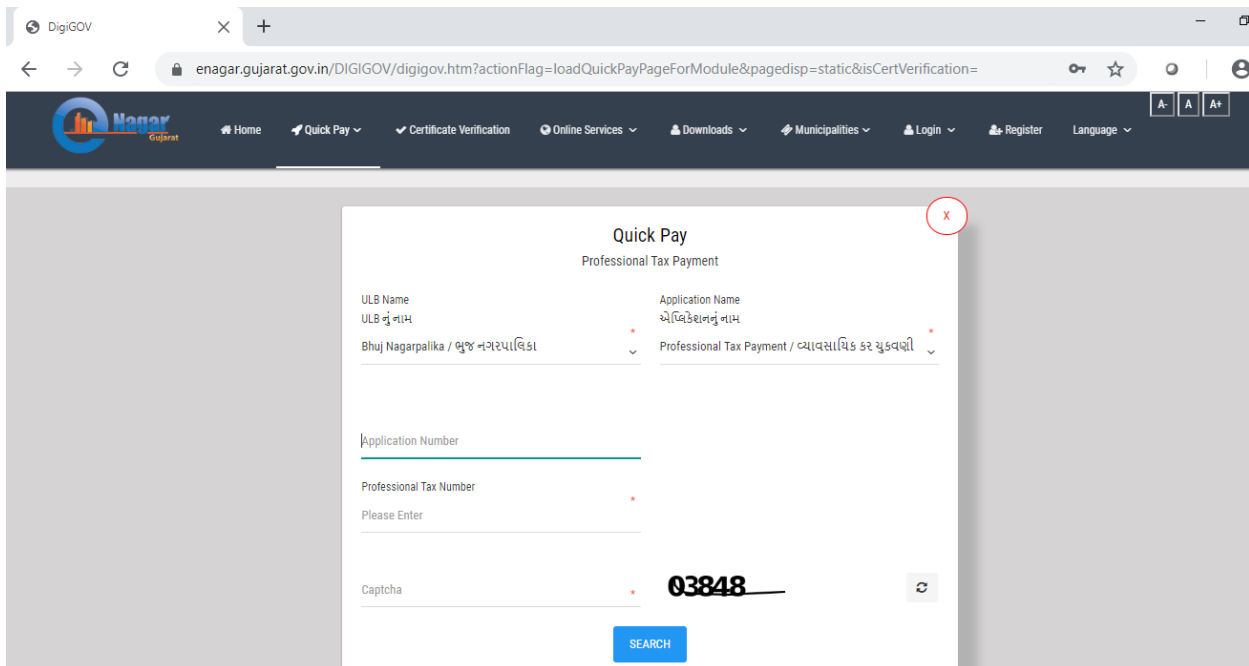 DigiGOV
enagar.gujarat.gov.in/DIGIGOV/digigov.htm?actionFlag=loadQuickPayPageForModule&pagedisp=static&isCertVerification=
A- A A+
Nagar
Gujarat
Home Quick Pay Certificate Verification Online Services Downloads Municipalities Login Register Language
X
Quick Pay
Professional Tax Payment
ULB Name Application Name
ULB નું નામ એપ્લિકેશનનું નામ
* *
Bhuj Nagarpalika / ભુજ નગરપાલિકા Professional Tax Payment / વ્યાવસાયિક કર ચુકવણી
Application Number
Professional Tax Number
*
Please Enter
Captcha * 03848
SEARCH